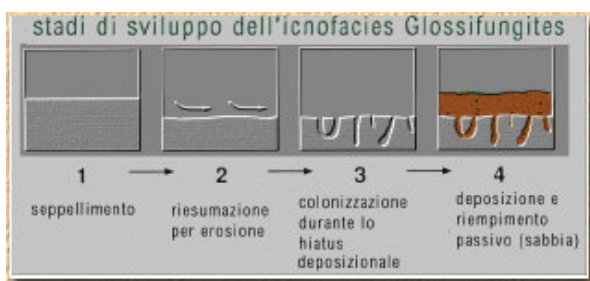 stadi di sviluppo dell'icnofacies Glossifungites
1
2
3
4
seppellimento
riesumazione
per erosione
colonizzazione
durante lo
hiatus
deposizionale
deposizione e
riempimento
passivo (sabbia)